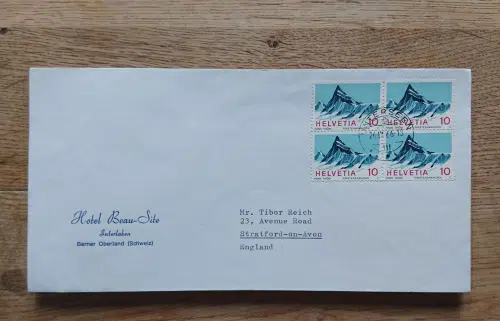 HELVETIA 10
HELVETIA 10
HELVETIA 10
HELVETIA 10
Hotel Beau-Site
Interlaken
Berner Oberland (Schweiz)
Mr. Tibor Reich
23, Avenue Road
Stratford-on-Avon
England